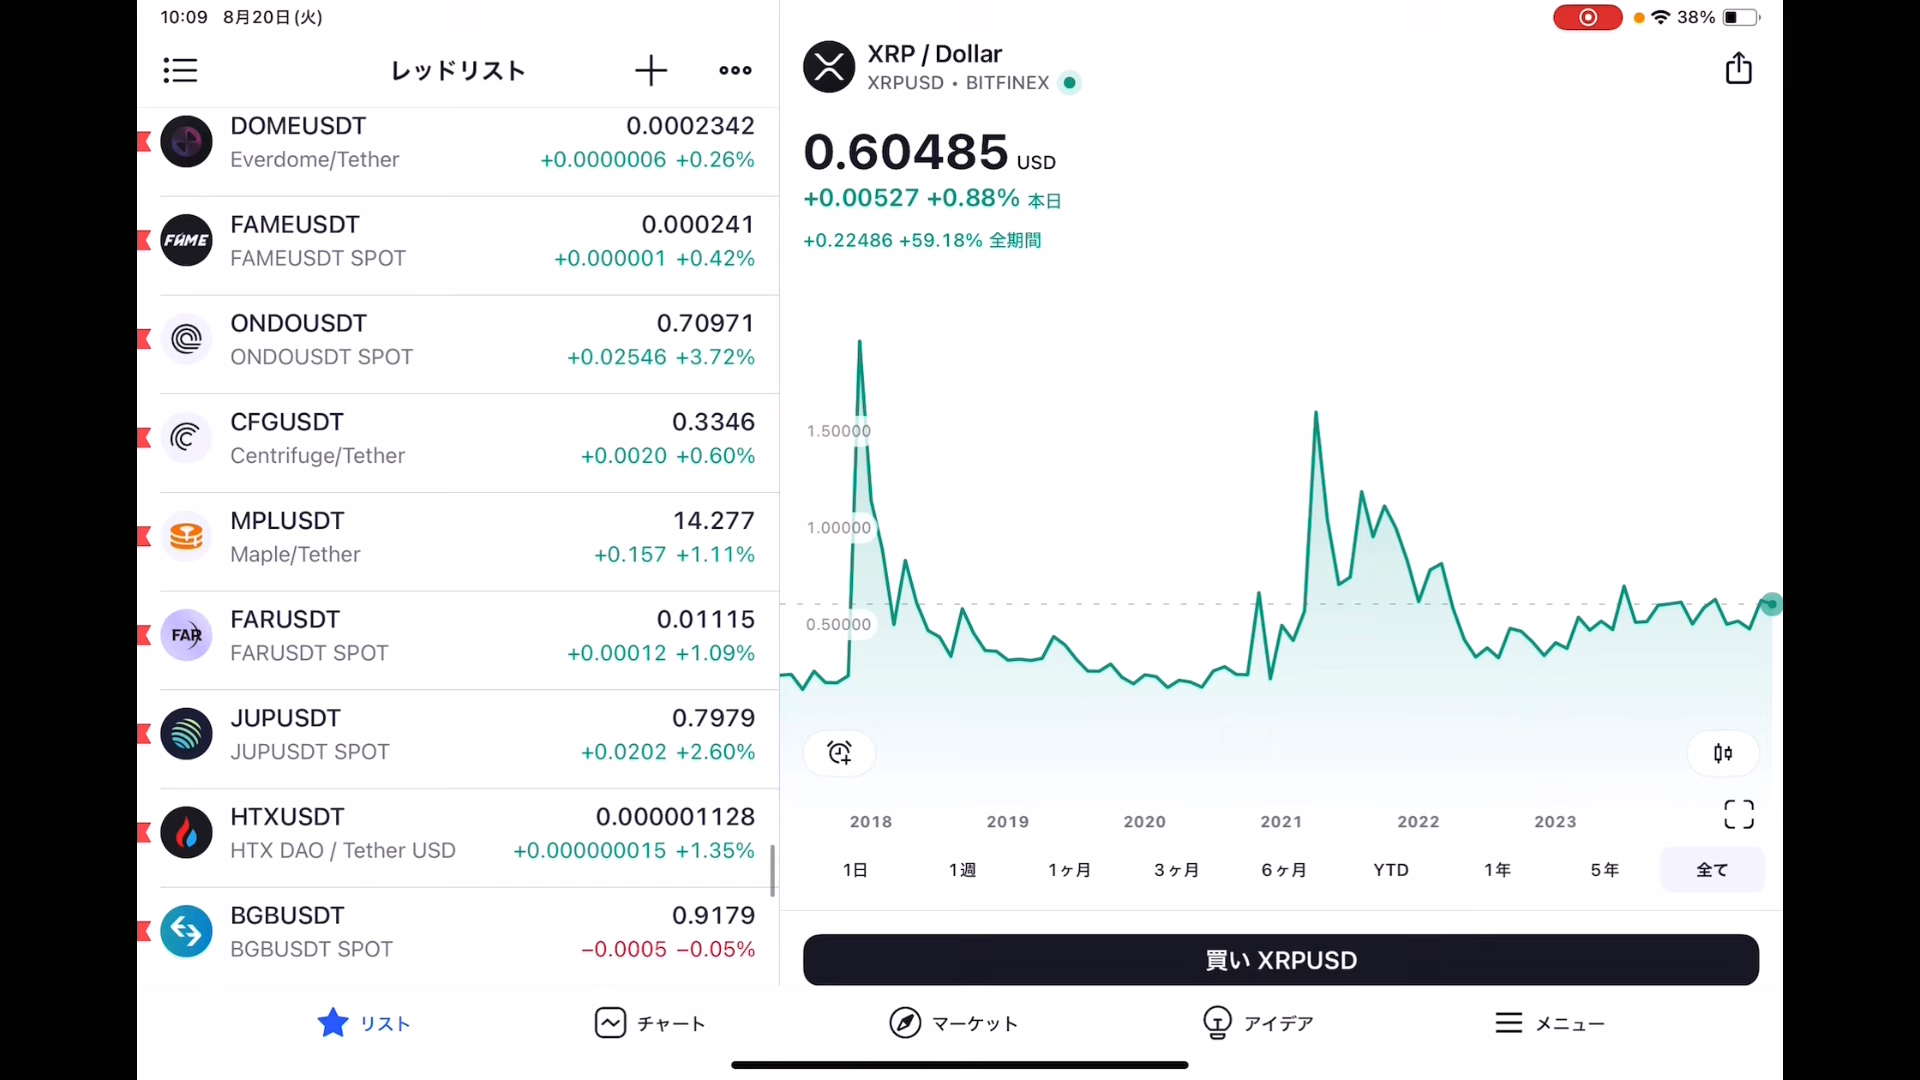 10:09 8月20日(火)
38%
レッドリスト
DOMEUSDT 0.0002342
Everdome/Tether +0.0000006 +0.26%
FAME
FAMEUSDT 0.000241
FAMEUSDT SPOT +0.000001 +0.42%
ONDOUSDT 0.70971
ONDOUSDT SPOT +0.02546 +3.72%
CFGUSDT 0.3346
Centrifuge/Tether +0.0020 +0.60%
MPLUSDT 14.277
Maple/Tether +0.157 +1.11%
FAR
FARUSDT 0.01115
FARUSDT SPOT +0.00012 +1.09%
JUPUSDT 0.7979
JUPUSDT SPOT +0.0202 +2.60%
HTXUSDT 0.000001128
HTX DAO / Tether USD +0.000000015 +1.35%
BGBUSDT 0.9179
BGBUSDT SPOT −0.0005 −0.05%
XRP / Dollar
XRPUSD • BITFINEX
0.60485 USD
+0.00527 +0.88% 本日
+0.22486 +59.18% 全期間
1.50000
1.00000
0.50000
2018 2019 2020 2021 2022 2023
1日 1週 1ヶ月 3ヶ月 6ヶ月 YTD 1年 5年 全て
買い XRPUSD
リスト チャート マーケット アイデア メニュー